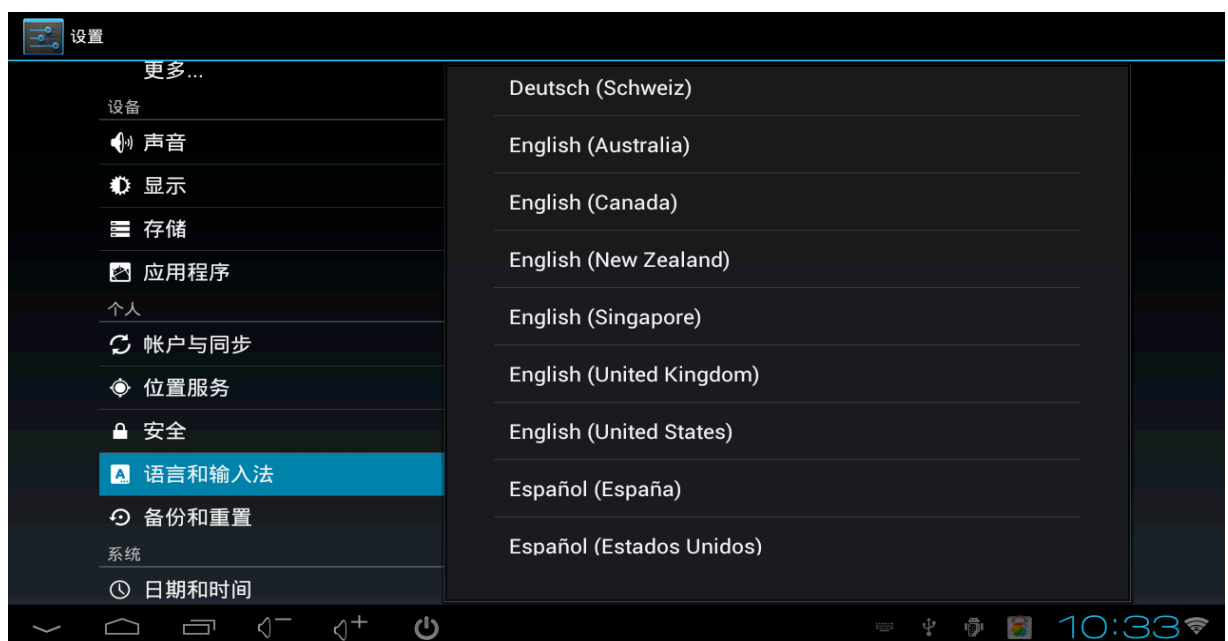 设置
更多...
设备
声音
显示
存储
应用程序
个人
帐户与同步
位置服务
安全
语言和输入法
备份和重置
系统
日期和时间
Deutsch (Schweiz)
English (Australia)
English (Canada)
English (New Zealand)
English (Singapore)
English (United Kingdom)
English (United States)
Español (España)
Español (Estados Unidos)
10:33